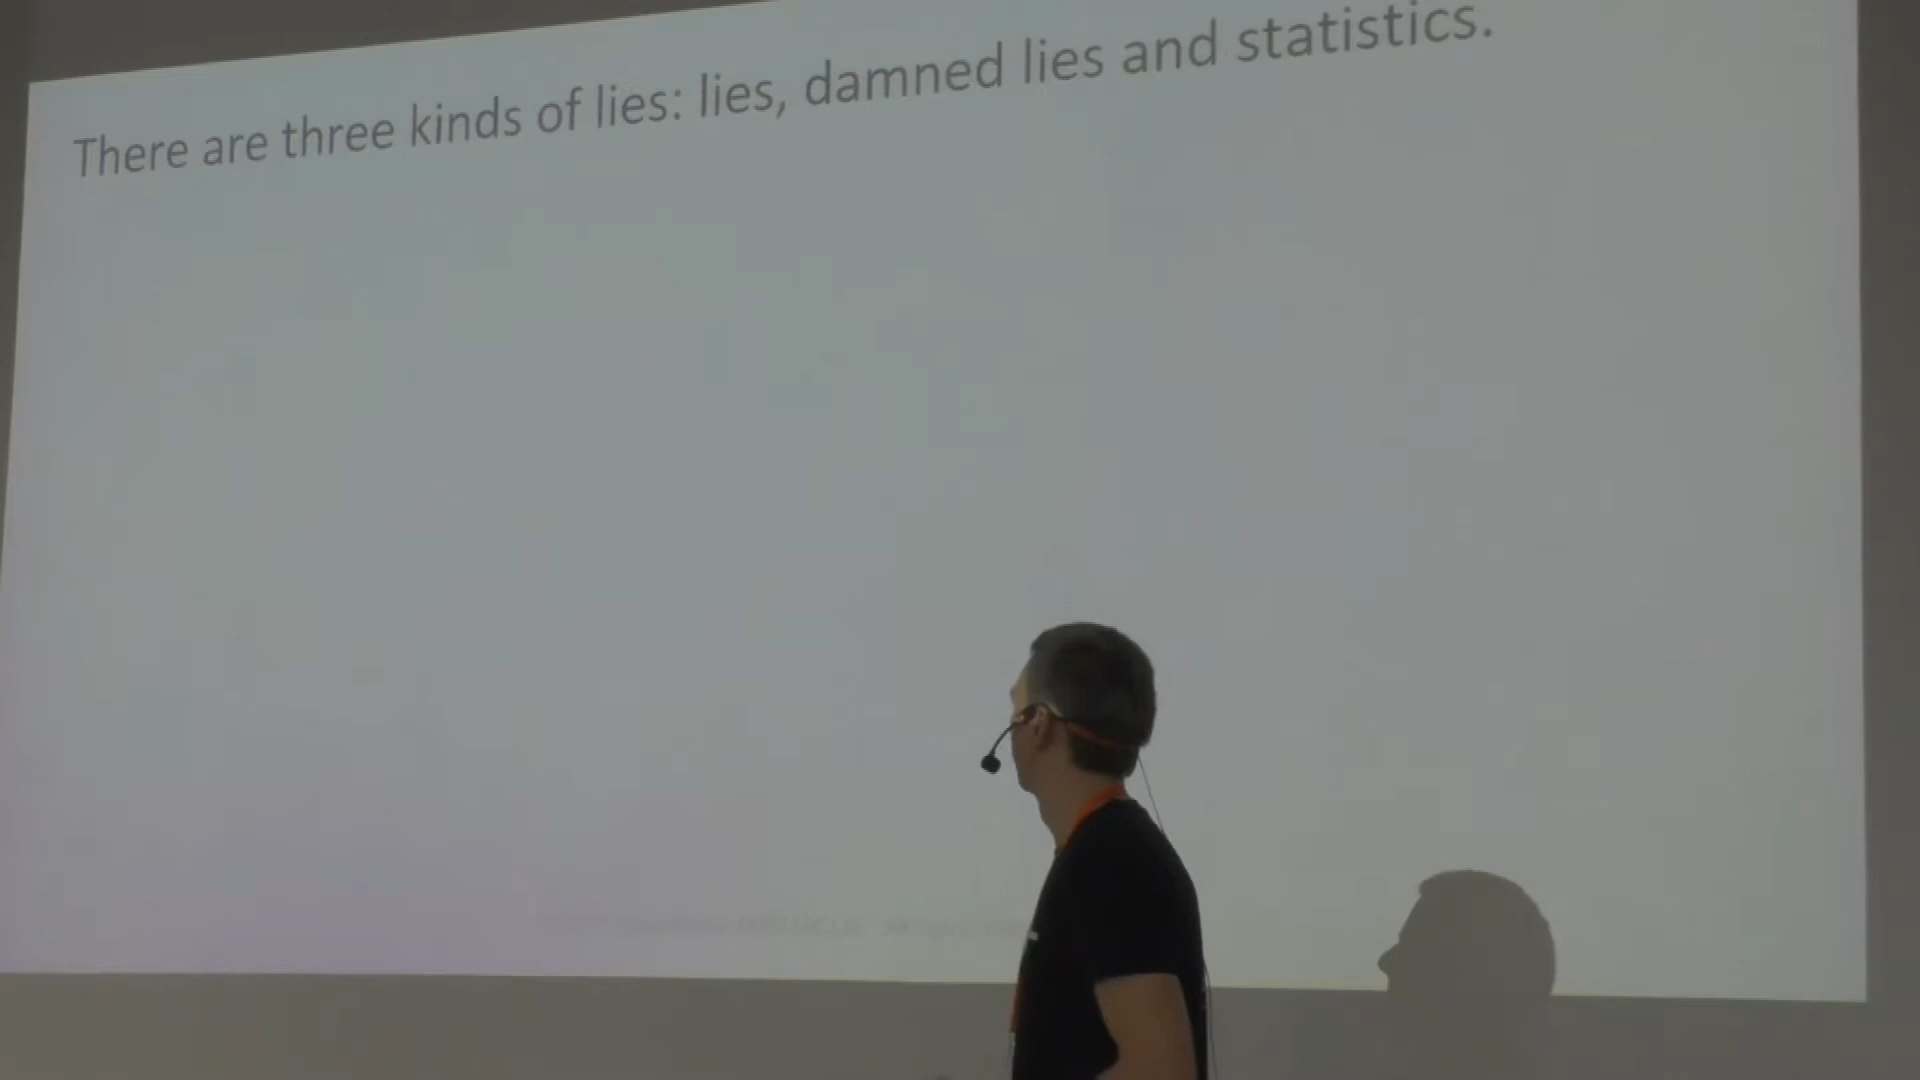 There are three kinds of lies: lies, damned lies and statistics.